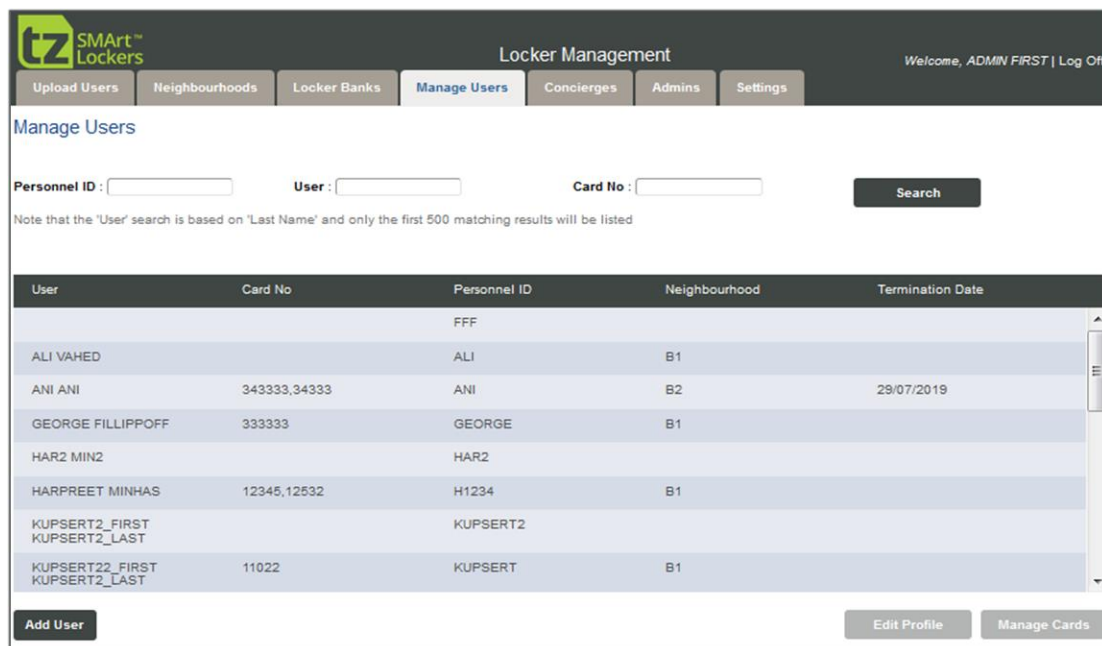 tz SMArt™
Lockers
Locker Management
Welcome, ADMIN FIRST | Log Off
Upload Users Neighbourhoods Locker Banks Manage Users Concierges Admins Settings
Manage Users
Personnel ID : User : Card No : Search
Note that the 'User' search is based on 'Last Name' and only the first 500 matching results will be listed
User Card No Personnel ID Neighbourhood Termination Date
FFF
ALI VAHED ALI B1
ANI ANI 343333,34333 ANI B2 29/07/2019
GEORGE FILLIPPOFF 333333 GEORGE B1
HAR2 MIN2 HAR2
HARPREET MINHAS 12345,12532 H1234 B1
KUPSERT2_FIRST KUPSERT2
KUPSERT2_LAST
KUPSERT22_FIRST 11022 KUPSERT B1
KUPSERT2_LAST
Add User Edit Profile Manage Cards